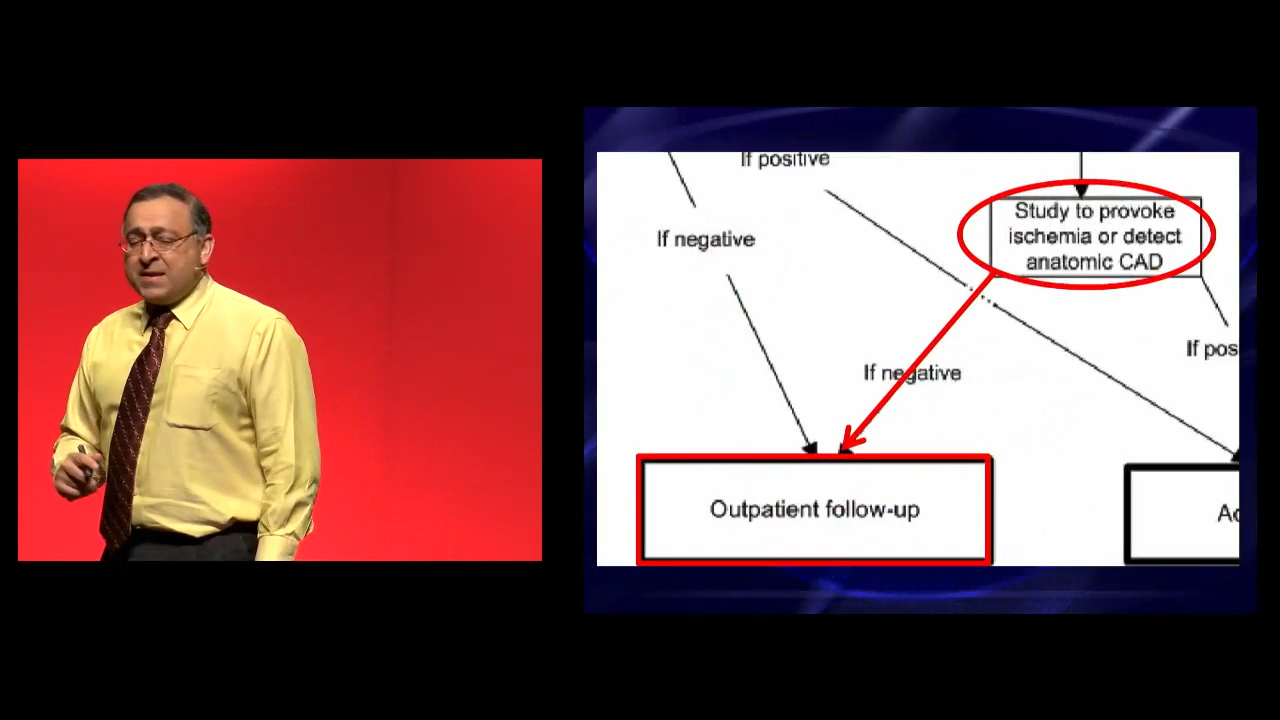 If positive
Study to provoke
ischemia or detect
anatomic CAD
If negative
If pos
If negative
Outpatient follow-up
Ac